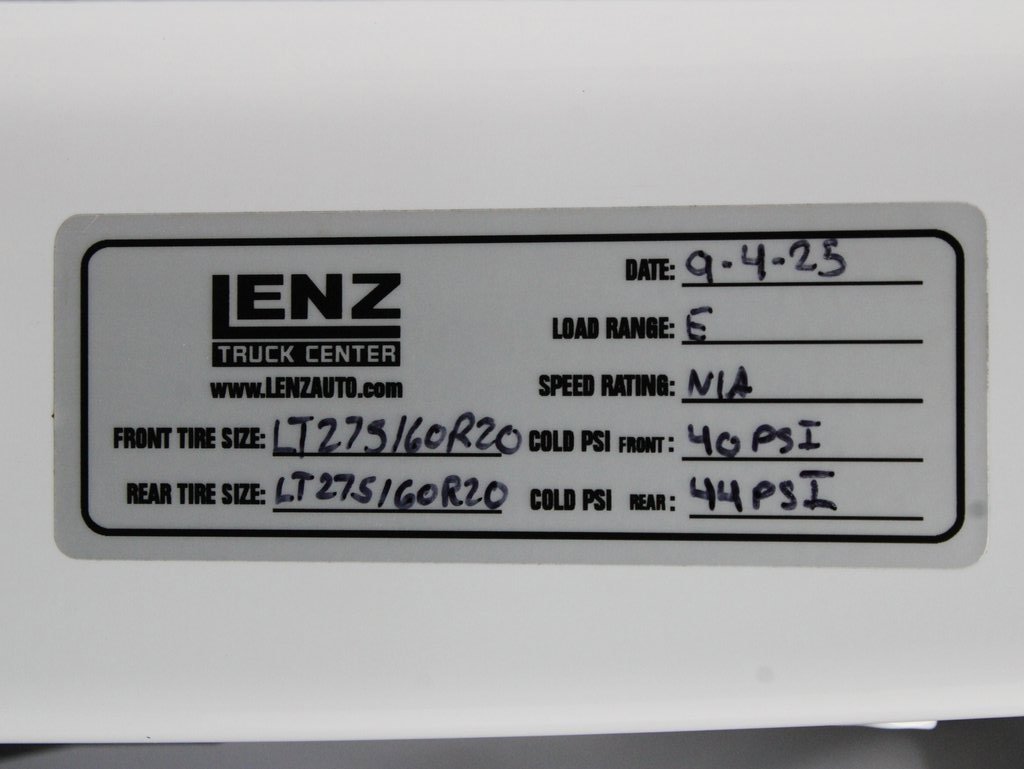 LENZ
TRUCK CENTER
www.LENZAUTO.com
DATE: 9-4-25
LOAD RANGE: E
SPEED RATING: N/A
FRONT TIRE SIZE: LT275/60R20 COLD PSI FRONT: 40 PSI
REAR TIRE SIZE: LT275/60R20 COLD PSI REAR: 44 PSI